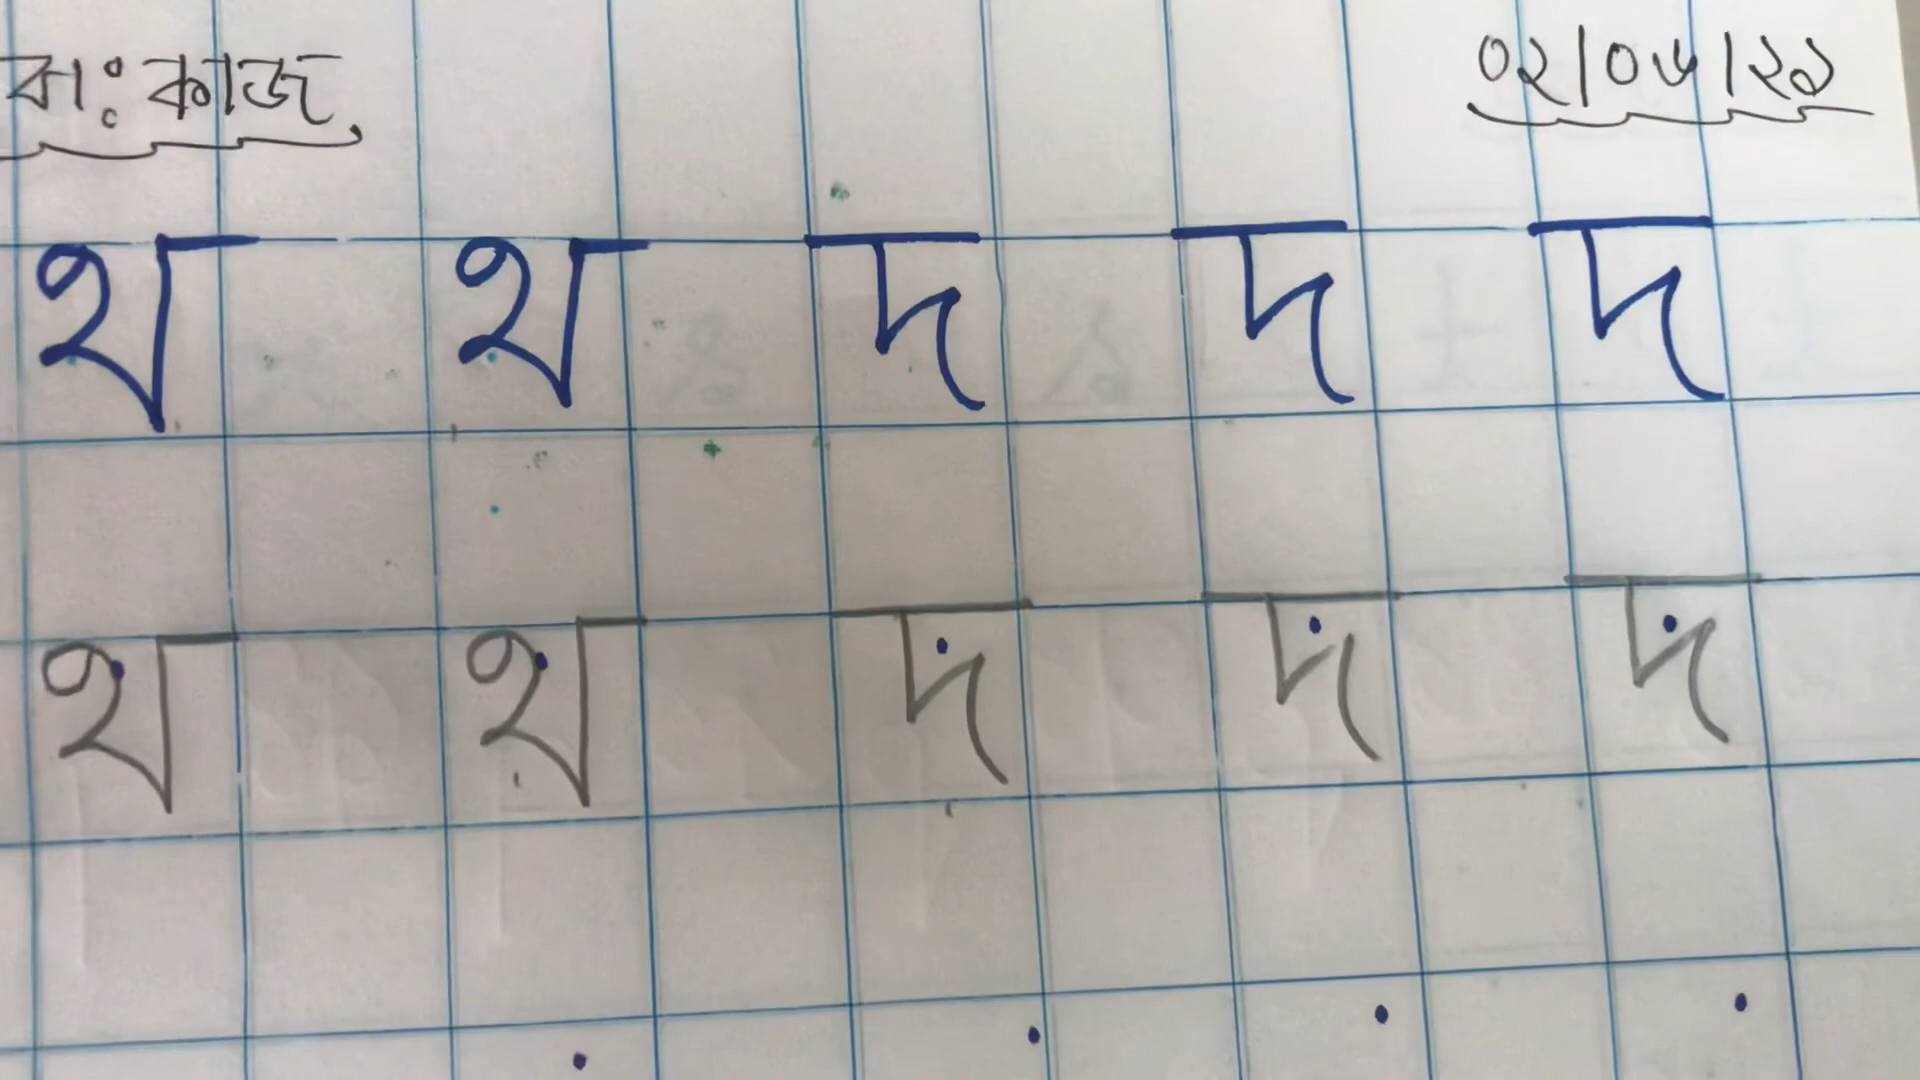 বা: কাজ ০২/০৬/২১
থ থ দ দ দ
থ থ দ দ দ